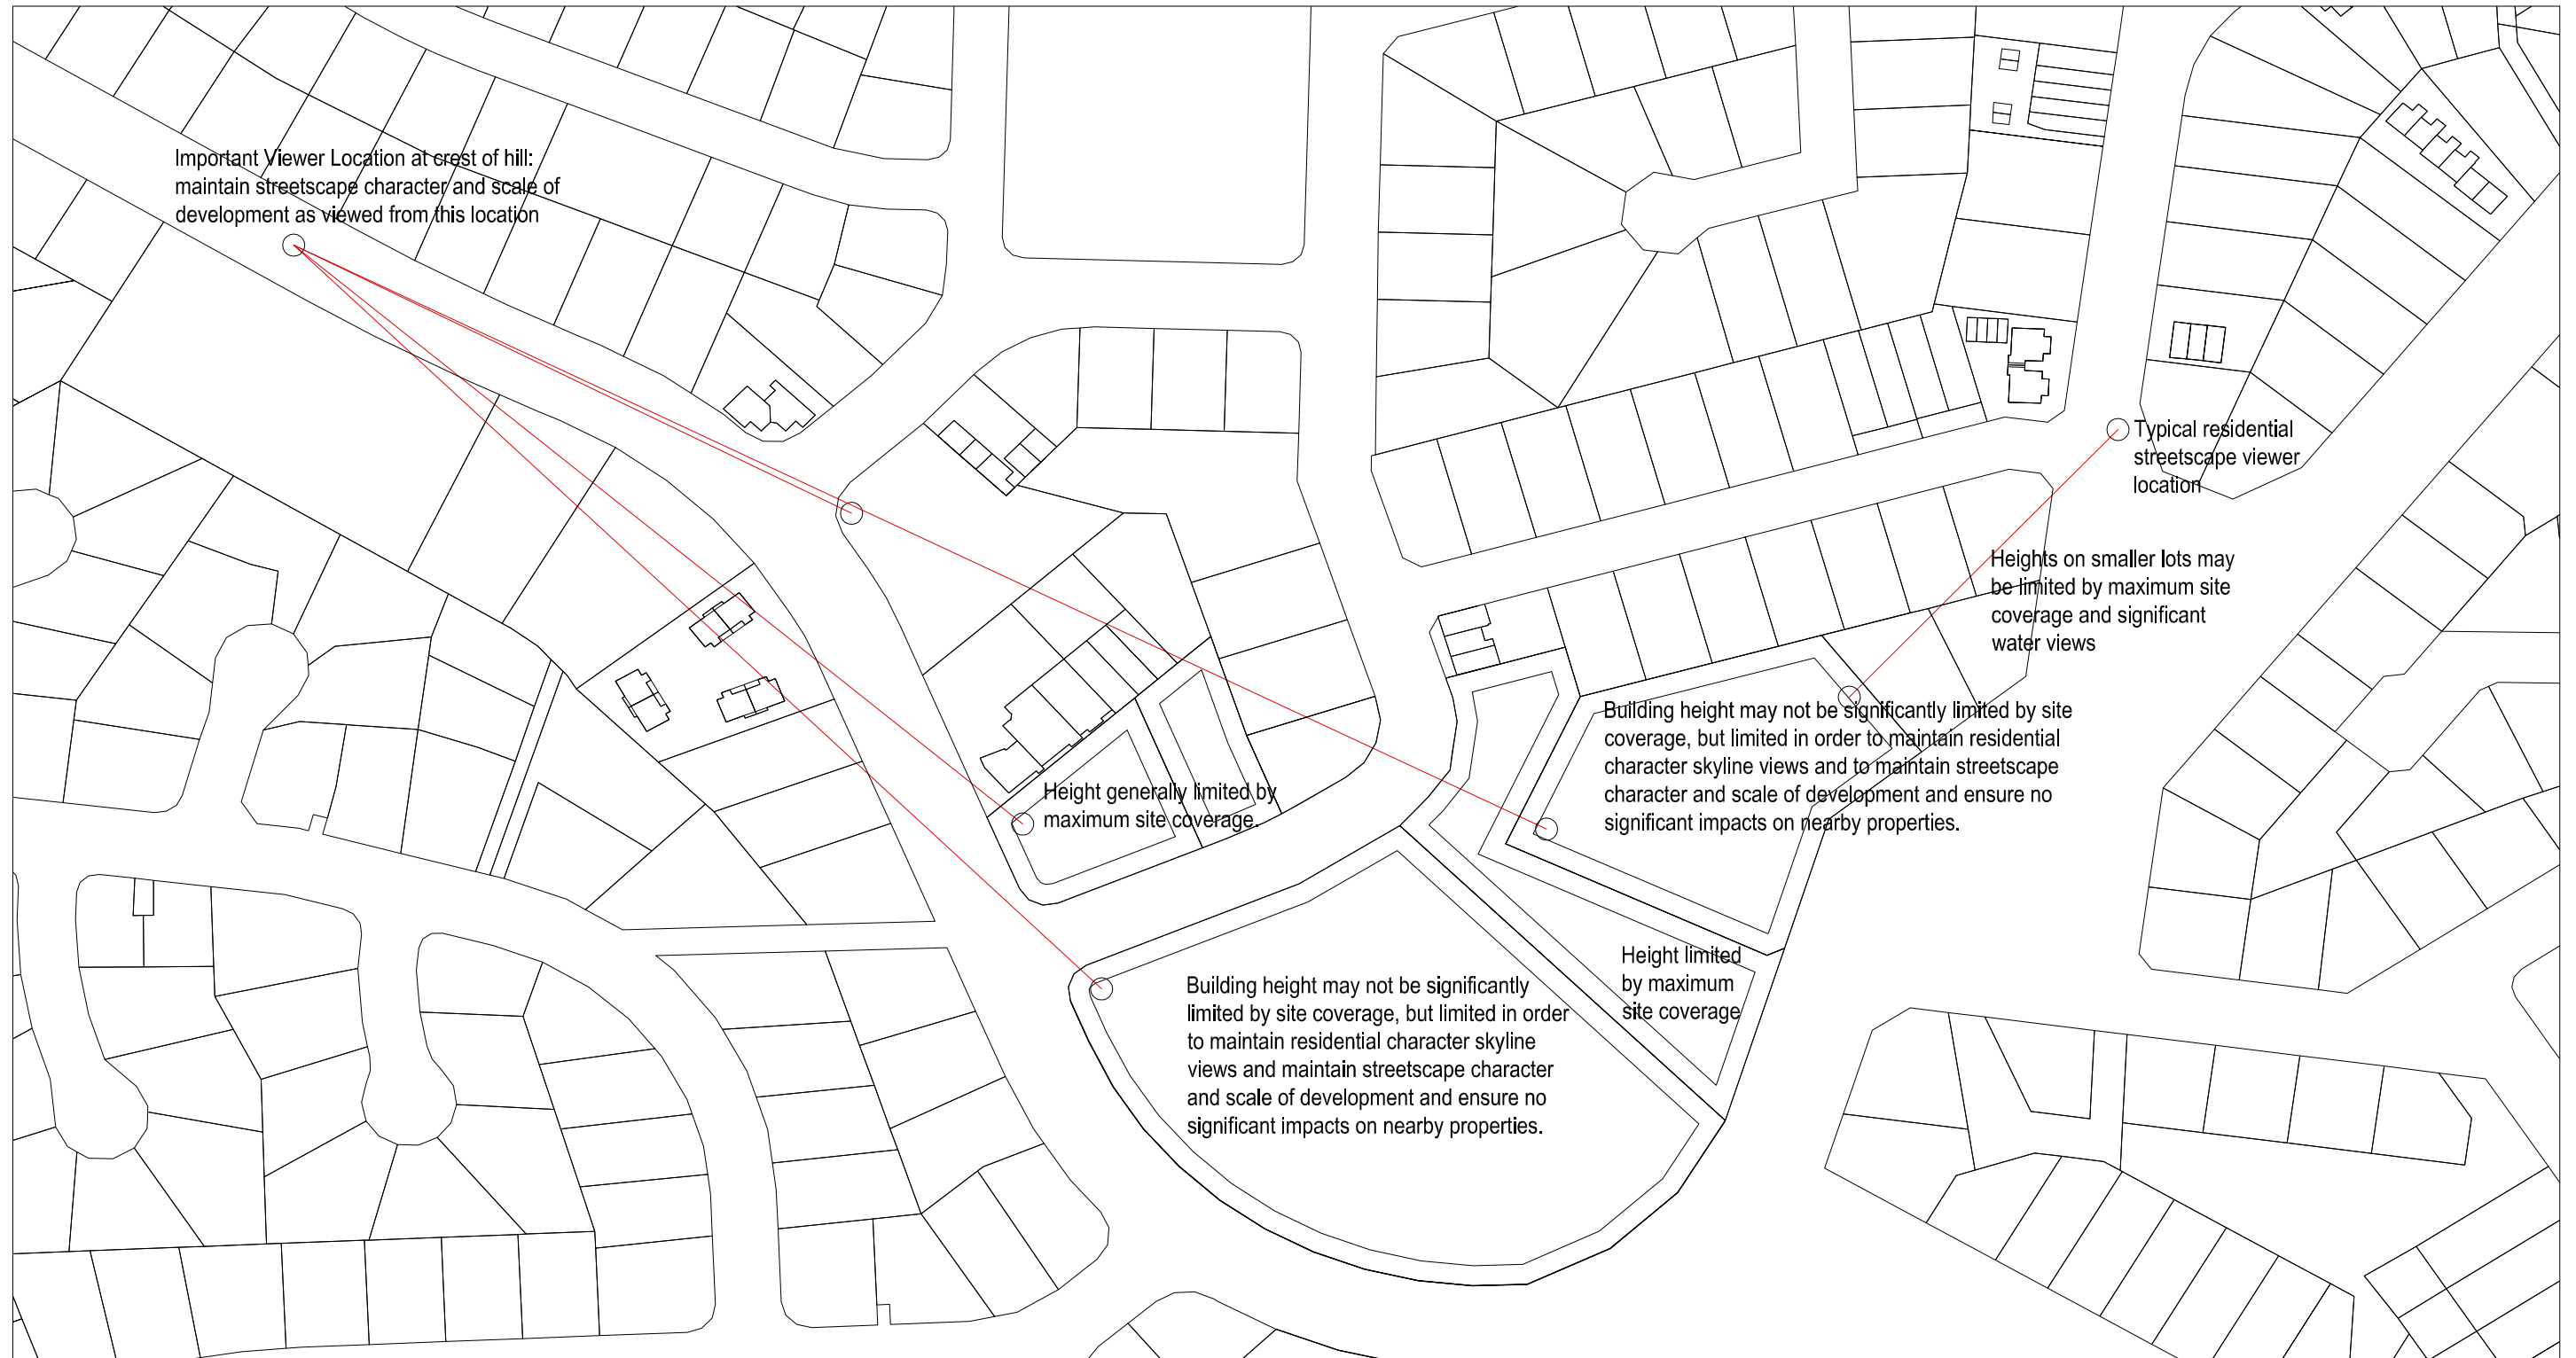 Important Viewer Location at crest of hill:
maintain streetscape character and scale of
development as viewed from this location
Typical residential
streetscape viewer
location
Heights on smaller lots may
be limited by maximum site
coverage and significant
water views
Building height may not be significantly limited by site
coverage, but limited in order to maintain residential
character skyline views and to maintain streetscape
character and scale of development and ensure no
significant impacts on nearby properties.
Height generally limited by
maximum site coverage.
Height limited
by maximum
site coverage
Building height may not be significantly
limited by site coverage, but limited in order
to maintain residential character skyline
views and maintain streetscape character
and scale of development and ensure no
significant impacts on nearby properties.